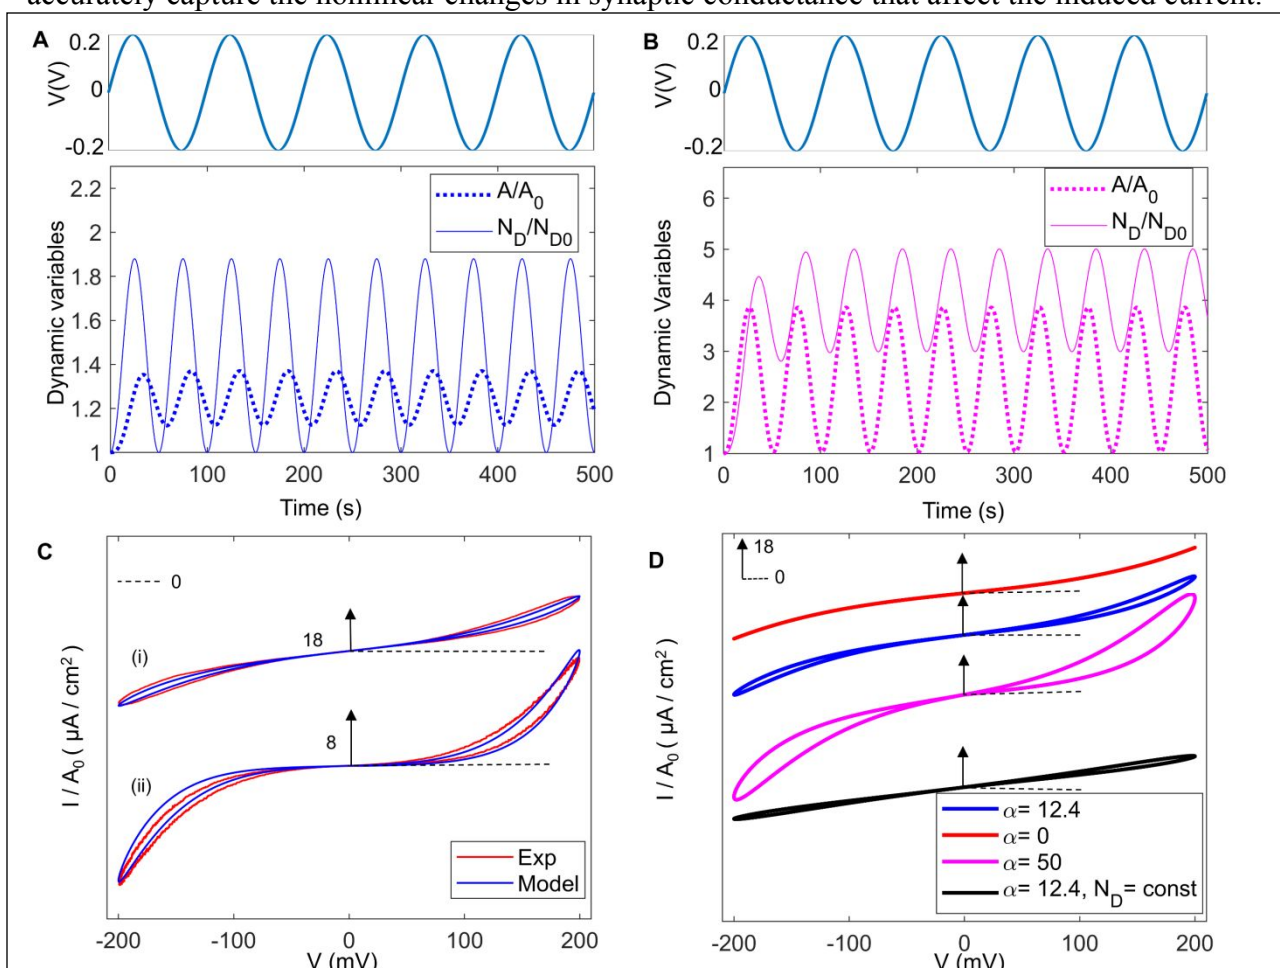 accurately capture the nonlinear changes in synaptic conductance that affect the induced current.
A
V(V)
0.2
0
-0.2
Dynamic variables
2.2
2
1.8
1.6
1.4
1.2
1
A/A0
ND/ND0
0 100 200 300 400 500
Time (s)
B
V(V)
0.2
0
-0.2
Dynamic Variables
6
5
4
3
2
1
A/A0
ND/ND0
0 100 200 300 400 500
Time (s)
C
0
I / A0 ( μA / cm2 )
18
(i)
8
(ii)
Exp
Model
-200 -100 0 100 200
V (mV)
D
18
0
I / A0 ( μA / cm2 )
α= 12.4
α= 0
α= 50
α= 12.4, ND= const
-200 -100 0 100 200
V (mV)